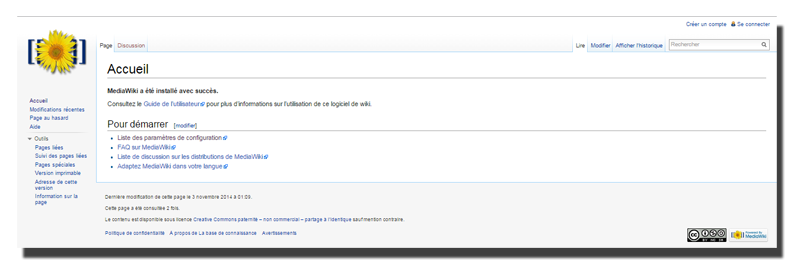 Créer un compte Se connecter
Page Discussion Lire Modifier Afficher l'historique Rechercher
Accueil
MediaWiki a été installé avec succès.
Consultez le Guide de l'utilisateur pour plus d'informations sur l'utilisation de ce logiciel de wiki.
Pour démarrer [modifier]
Liste des paramètres de configuration
FAQ sur MediaWiki
Liste de discussion sur les distributions de MediaWiki
Adaptez MediaWiki dans votre langue
Accueil
Modifications récentes
Page au hasard
Aide
Outils
Pages liées
Suivi des pages liées
Pages spéciales
Version imprimable
Adresse de cette
version
Information sur la
page
Dernière modification de cette page le 3 novembre 2014 à 01:09.
Cette page a été consultée 2 fois.
Le contenu est disponible sous licence Creative Commons paternité – non commercial – partage à l'identique sauf mention contraire.
Politique de confidentialité À propos de La base de connaissance Avertissements
BY NC SA
Powered by
MediaWiki